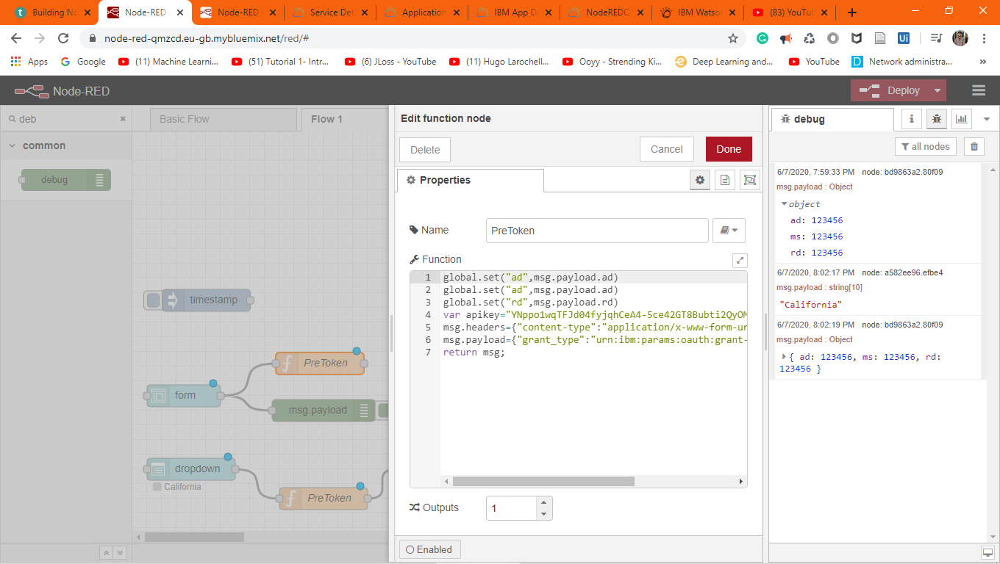 Building No
Node-RED
Node-RED
Service Det
Application
IBM App De
NodeREDQ
IBM Watso
(83) YouTu
node-red-qmzcd.eu-gb.mybluemix.net/red/#
Apps
Google
(11) Machine Learni...
(51) Tutorial 1- Intr...
(6) JLoss - YouTube
(11) Hugo Larochell...
Ooyy - Strending Ki...
Deep Learning and...
YouTube
Network administra...
Node-RED
Deploy
deb
common
debug
Basic Flow
Flow 1
timestamp
PreToken
form
msg.payload
dropdown
California
PreToken
Edit function node
Delete
Cancel
Done
Properties
Name
PreToken
Function
1 global.set("ad",msg.payload.ad)
2 global.set("ad",msg.payload.ad)
3 global.set("rd",msg.payload.rd)
4 var apikey="YNppo1wqTFJd04fyjqhCeA4-5ce42GT8Bubti2QyOM
5 msg.headers={"content-type":"application/x-www-form-ur
6 msg.payload={"grant_type":"urn:ibm:params:oauth:grant-
7 return msg;
Outputs
1
Enabled
debug
all nodes
6/7/2020, 7:59:33 PM node: bd9863a2.80f09
msg.payload : Object
object
ad: 123456
ms: 123456
rd: 123456
6/7/2020, 8:02:17 PM node: a582ee96.efbe4
msg.payload : string[10]
"California"
6/7/2020, 8:02:19 PM node: bd9863a2.80f09
msg.payload : Object
{ ad: 123456, ms: 123456, rd:
123456 }